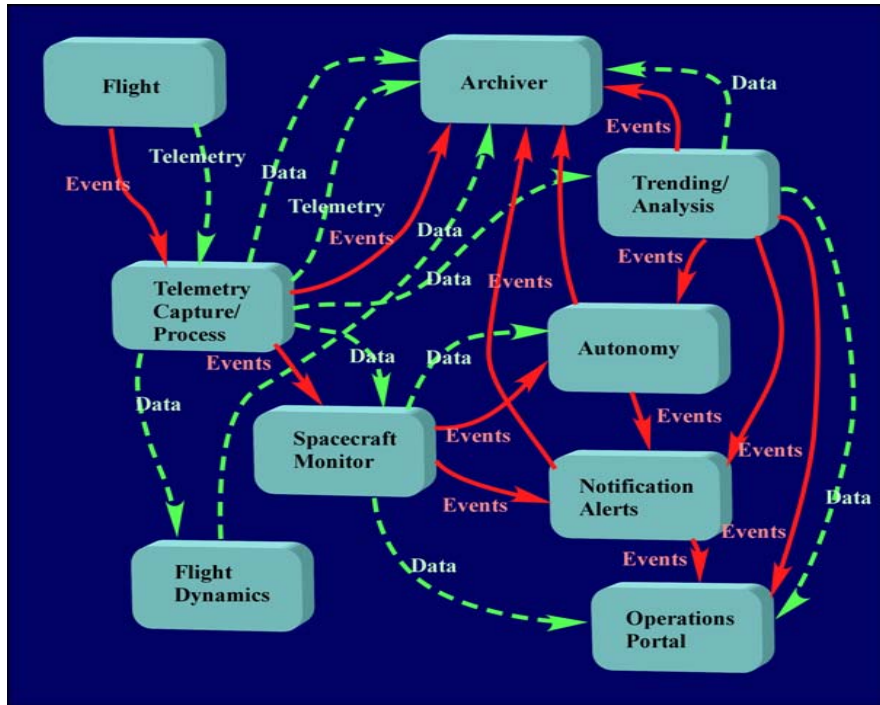 Flight
Archiver
Data
Events
Telemetry
Data
Events
Trending/
Analysis
Telemetry
Events
Data
Events
Data
Events
Telemetry
Capture/
Process
Events
Data
Data
Autonomy
Data
Events
Events
Spacecraft
Monitor
Events
Notification
Alerts
Data
Events
Events
Events
Data
Flight
Dynamics
Operations
Portal